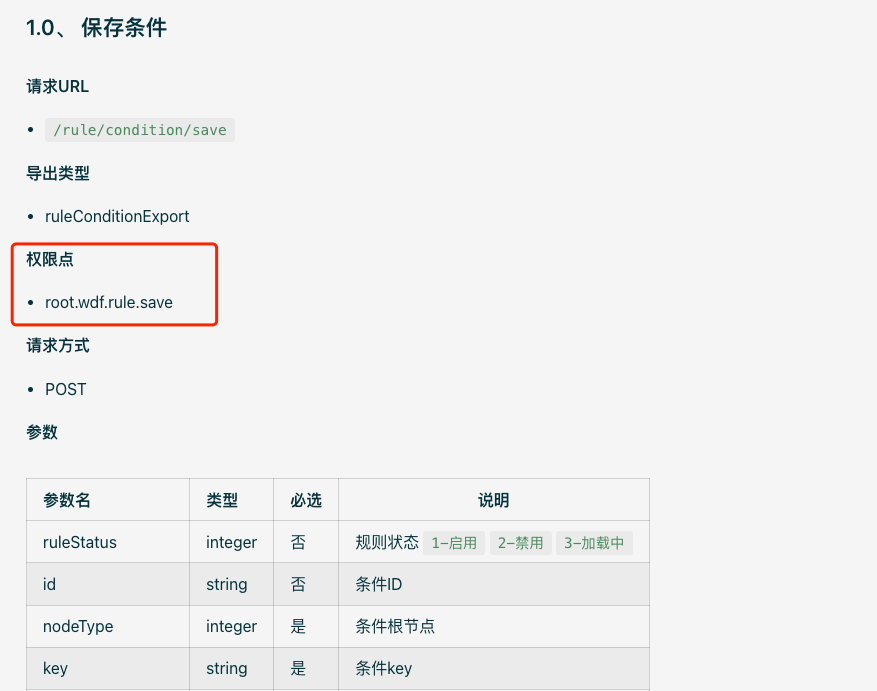 1.0、 保存条件
请求URL
/rule/condition/save
导出类型
ruleConditionExport
权限点
root.wdf.rule.save
请求方式
POST
参数
参数名 类型 必选 说明
ruleStatus integer 否 规则状态 1-启用 2-禁用 3-加载中
id string 否 条件ID
nodeType integer 是 条件根节点
key string 是 条件key